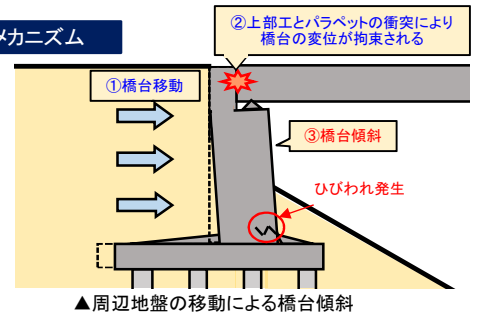 メカニズム
②上部工とパラペットの衝突により
橋台の変位が拘束される
①橋台移動
③橋台傾斜
ひびわれ発生
▲周辺地盤の移動による橋台傾斜